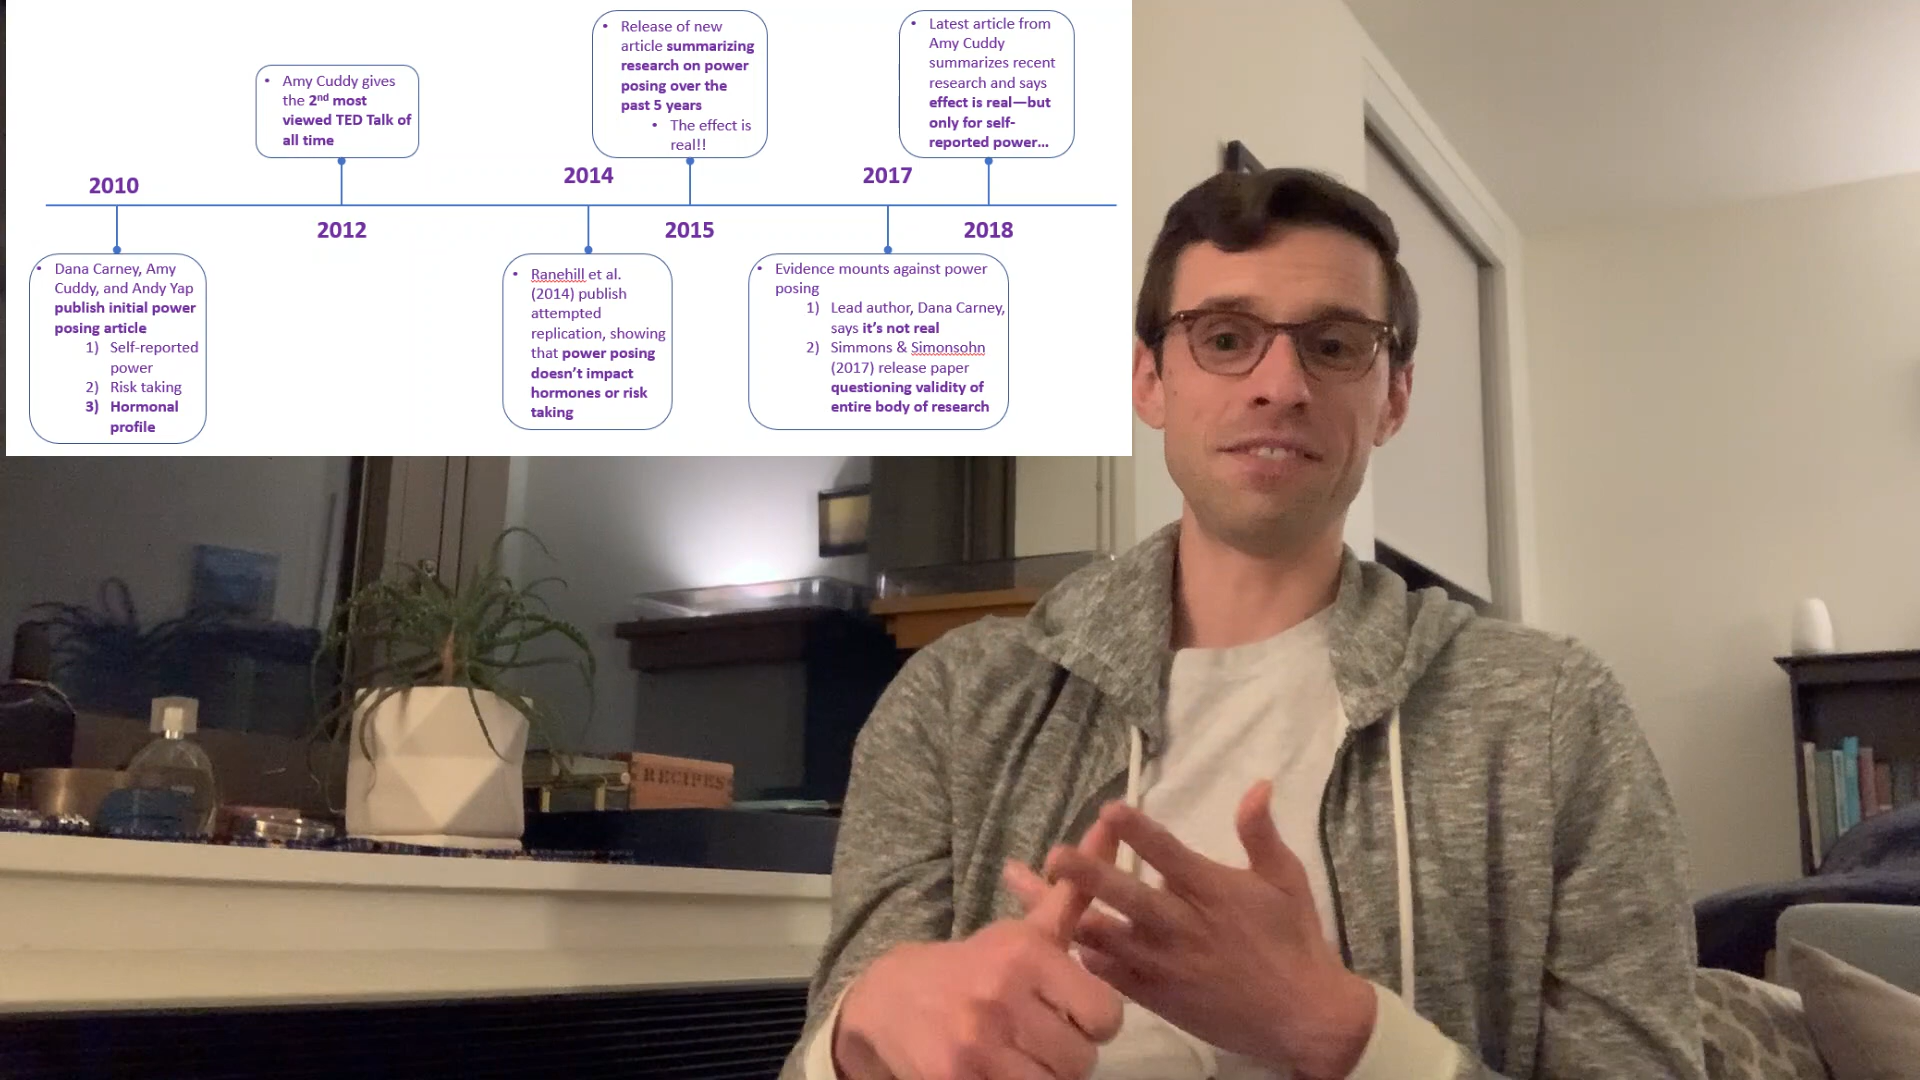 • Amy Cuddy gives
the 2nd most
viewed TED Talk of
all time
• Release of new
article summarizing
research on power
posing over the
past 5 years
• The effect is
real!!
• Latest article from
Amy Cuddy
summarizes recent
research and says
effect is real—but
only for self-
reported power...
2010
2014
2017
2012
2015
2018
• Dana Carney, Amy
Cuddy, and Andy Yap
publish initial power
posing article
1) Self-reported
power
2) Risk taking
3) Hormonal
profile
• Ranehill et al.
(2014) publish
attempted
replication, showing
that power posing
doesn't impact
hormones or risk
taking
• Evidence mounts against power
posing
1) Lead author, Dana Carney,
says it's not real
2) Simmons & Simonsohn
(2017) release paper
questioning validity of
entire body of research
RECIPES